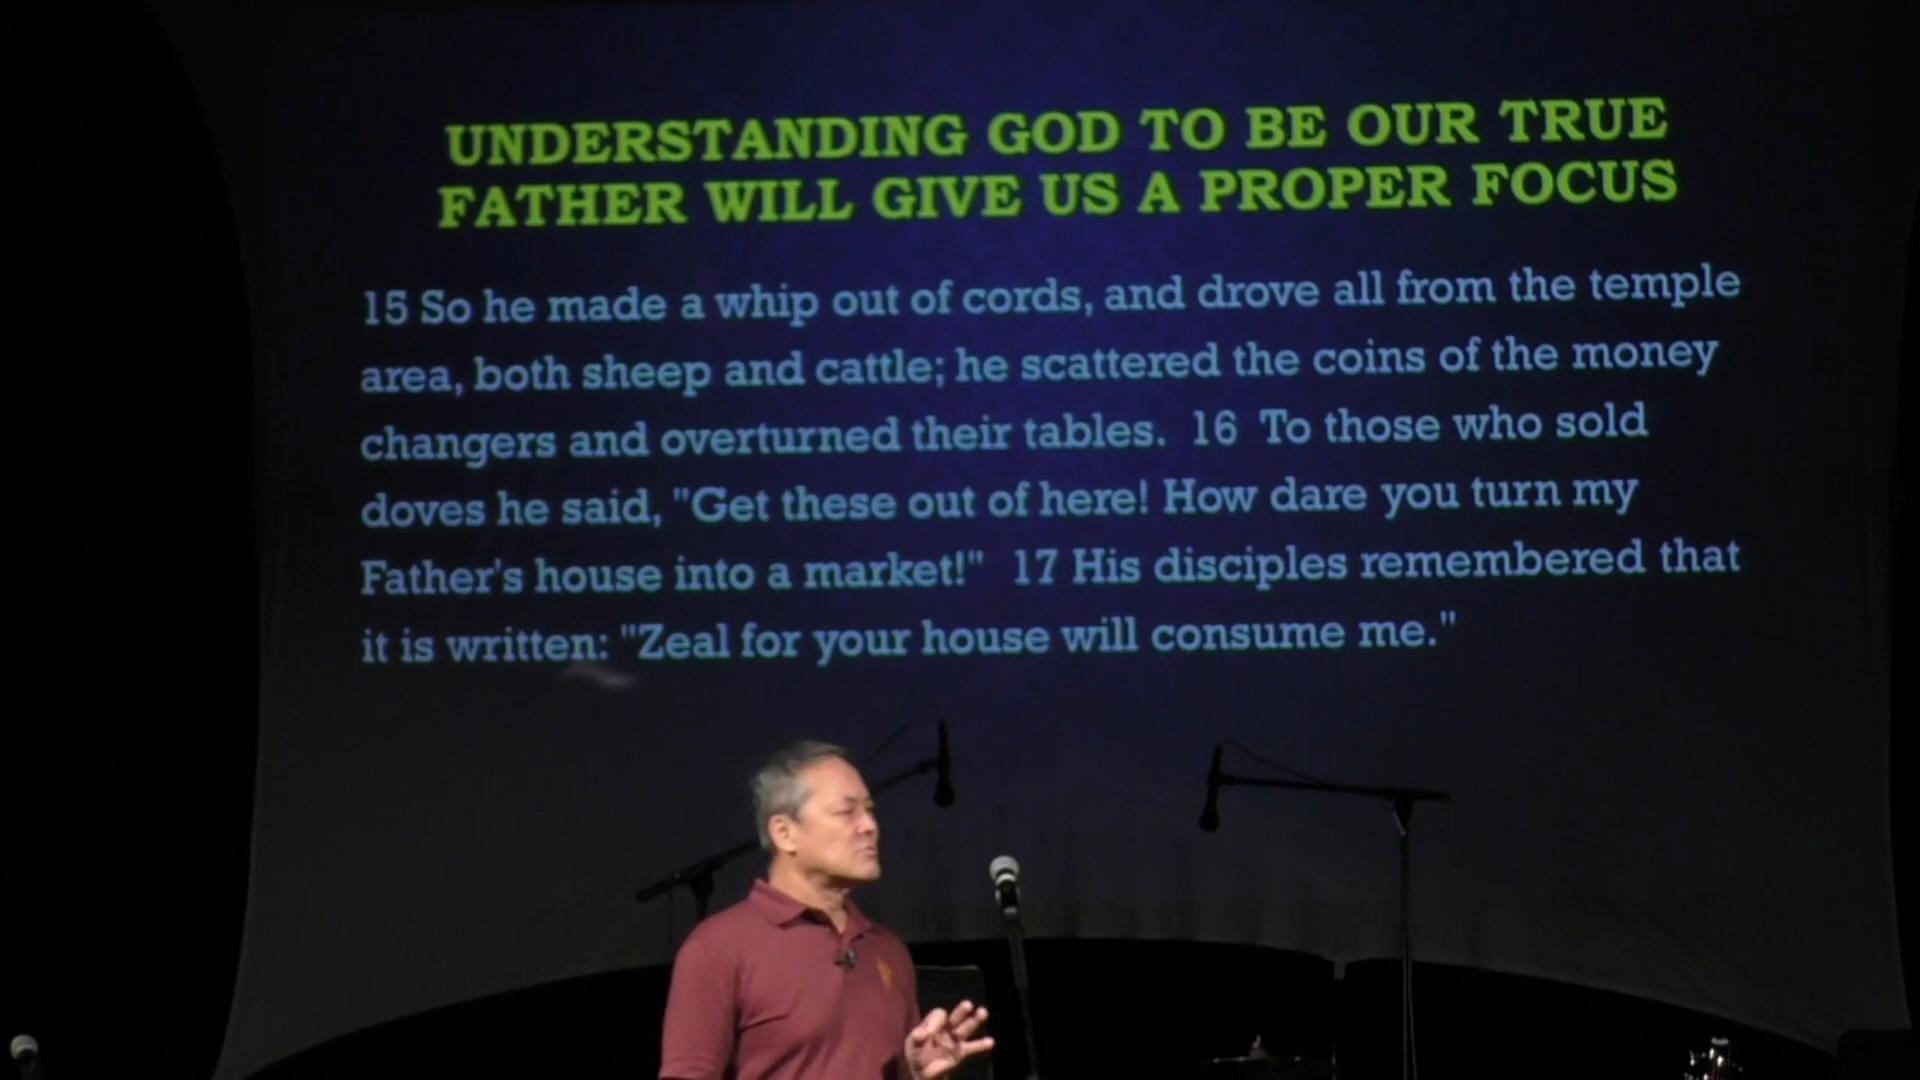 UNDERSTANDING GOD TO BE OUR TRUE
FATHER WILL GIVE US A PROPER FOCUS
15 So he made a whip out of cords, and drove all from the temple
area, both sheep and cattle; he scattered the coins of the money
changers and overturned their tables. 16 To those who sold
doves he said, "Get these out of here! How dare you turn my
Father's house into a market!" 17 His disciples remembered that
it is written: "Zeal for your house will consume me."